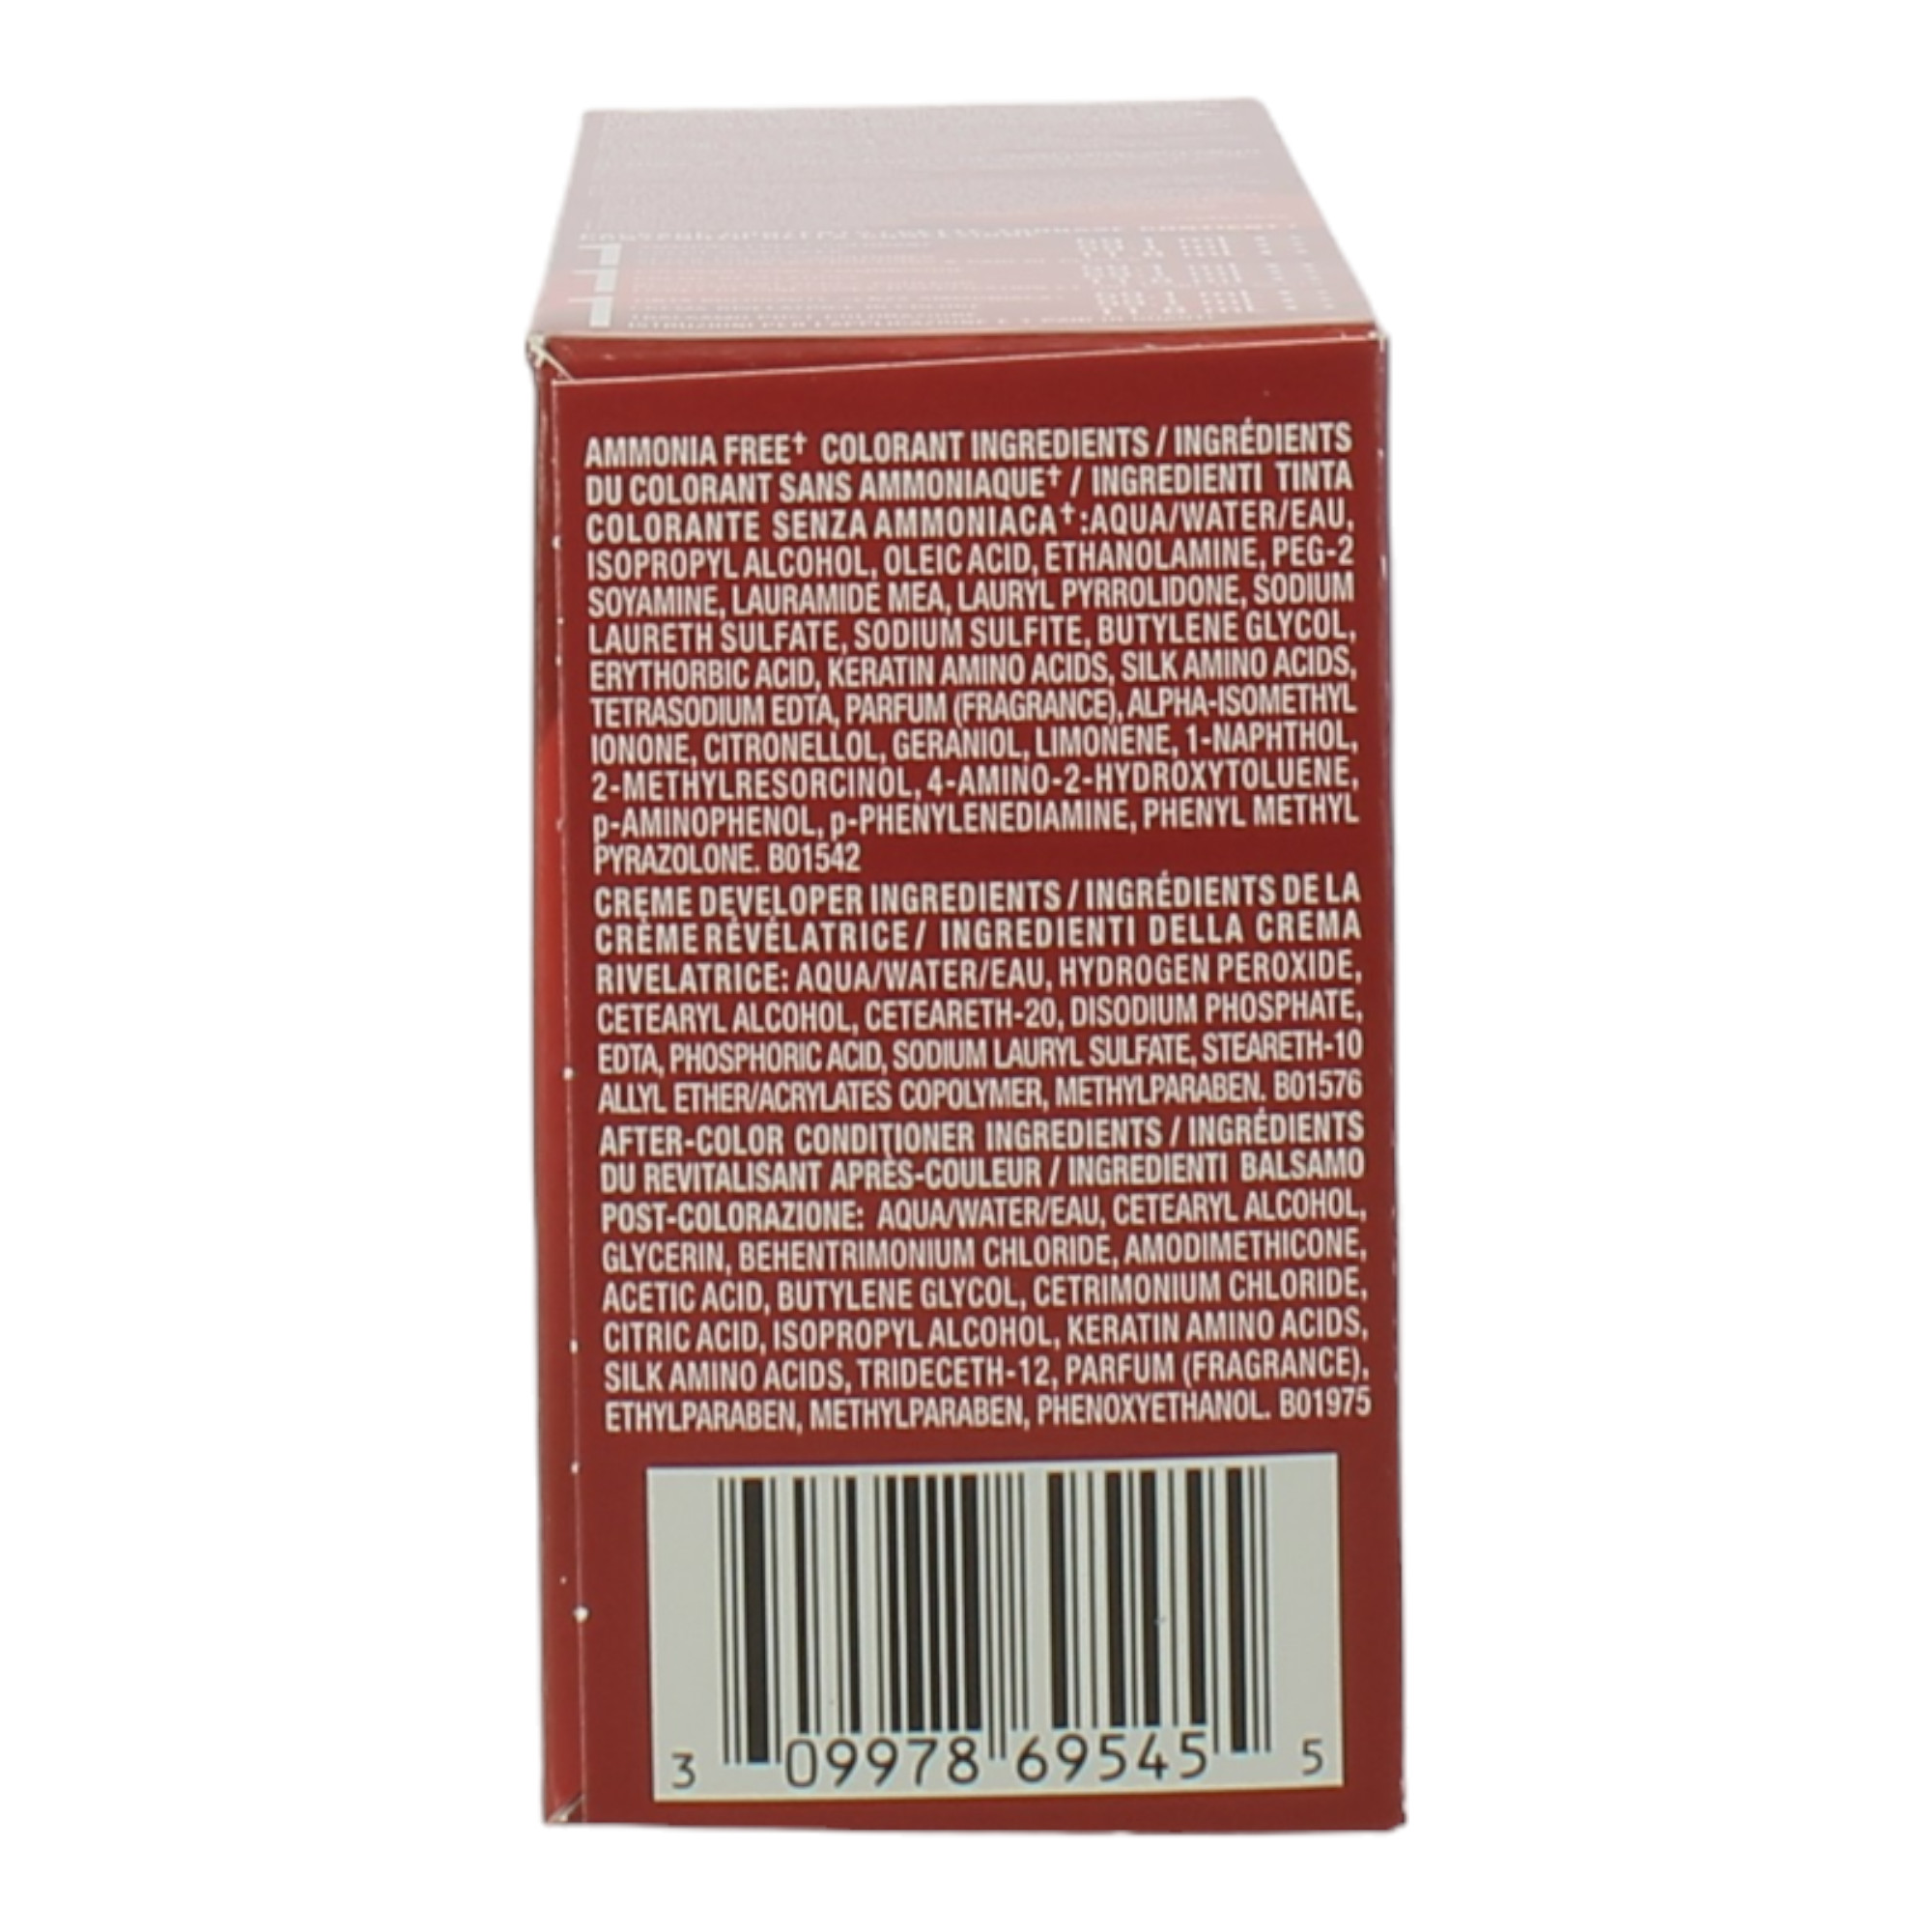 AMMONIA FREE† COLORANT INGREDIENTS / INGRÉDIENTS
DU COLORANT SANS AMMONIAQUE† / INGREDIENTI TINTA
COLORANTE SENZA AMMONIACA†:AQUA/WATER/EAU,
ISOPROPYL ALCOHOL, OLEIC ACID, ETHANOLAMINE, PEG-2
SOYAMINE, LAURAMIDE MEA, LAURYL PYRROLIDONE, SODIUM
LAURETH SULFATE, SODIUM SULFITE, BUTYLENE GLYCOL,
ERYTHORBIC ACID, KERATIN AMINO ACIDS, SILK AMINO ACIDS,
TETRASODIUM EDTA, PARFUM (FRAGRANCE), ALPHA-ISOMETHYL
IONONE, CITRONELLOL, GERANIOL, LIMONENE, 1-NAPHTHOL,
2-METHYLRESORCINOL, 4-AMINO-2-HYDROXYTOLUENE,
p-AMINOPHENOL, p-PHENYLENEDIAMINE, PHENYL METHYL
PYRAZOLONE. B01542
CREME DEVELOPER INGREDIENTS / INGRÉDIENTS DE LA
CRÈME RÉVÉLATRICE/ INGREDIENTI DELLA CREMA
RIVELATRICE: AQUA/WATER/EAU, HYDROGEN PEROXIDE,
CETEARYL ALCOHOL, CETEARETH-20, DISODIUM PHOSPHATE,
EDTA, PHOSPHORIC ACID, SODIUM LAURYL SULFATE, STEARETH-10
ALLYL ETHER/ACRYLATES COPOLYMER, METHYLPARABEN. B01576
AFTER-COLOR CONDITIONER INGREDIENTS / INGRÉDIENTS
DU REVITALISANT APRÈS-COULEUR / INGREDIENTI BALSAMO
POST-COLORAZIONE: AQUA/WATER/EAU, CETEARYL ALCOHOL,
GLYCERIN, BEHENTRIMONIUM CHLORIDE, AMODIMETHICONE,
ACETIC ACID, BUTYLENE GLYCOL, CETRIMONIUM CHLORIDE,
CITRIC ACID, ISOPROPYL ALCOHOL, KERATIN AMINO ACIDS,
SILK AMINO ACIDS, TRIDECETH-12, PARFUM (FRAGRANCE),
ETHYLPARABEN, METHYLPARABEN, PHENOXYETHANOL. B01975
3 09978 69545 5